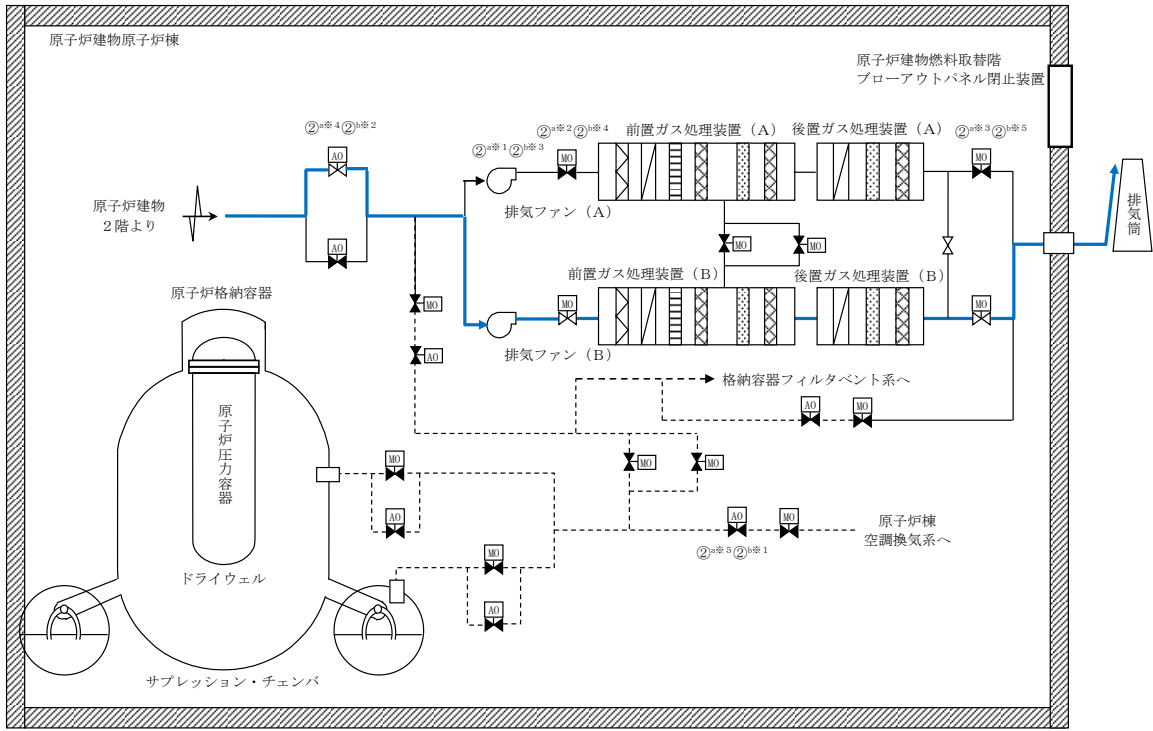 原子炉建物原子炉棟
原子炉建物燃料取替階
ブローアウトパネル閉止装置
②a※4②b※2
②a※1②b※3
②a※2②b※4
前置ガス処理装置（A）
後置ガス処理装置（A）
②a※3②b※5
AO
MO
MO
原子炉建物
２階より
排気ファン（A）
排気筒
AO
MO
MO
前置ガス処理装置（B）
後置ガス処理装置（B）
原子炉格納容器
MO
MO
MO
AO
排気ファン（B）
格納容器フィルタベント系へ
原子炉圧力容器
AO
MO
MO
MO
MO
AO
AO
MO
原子炉棟
空調換気系へ
②a※5②b※1
MO
AO
ドライウェル
サプレッション・チェンバ